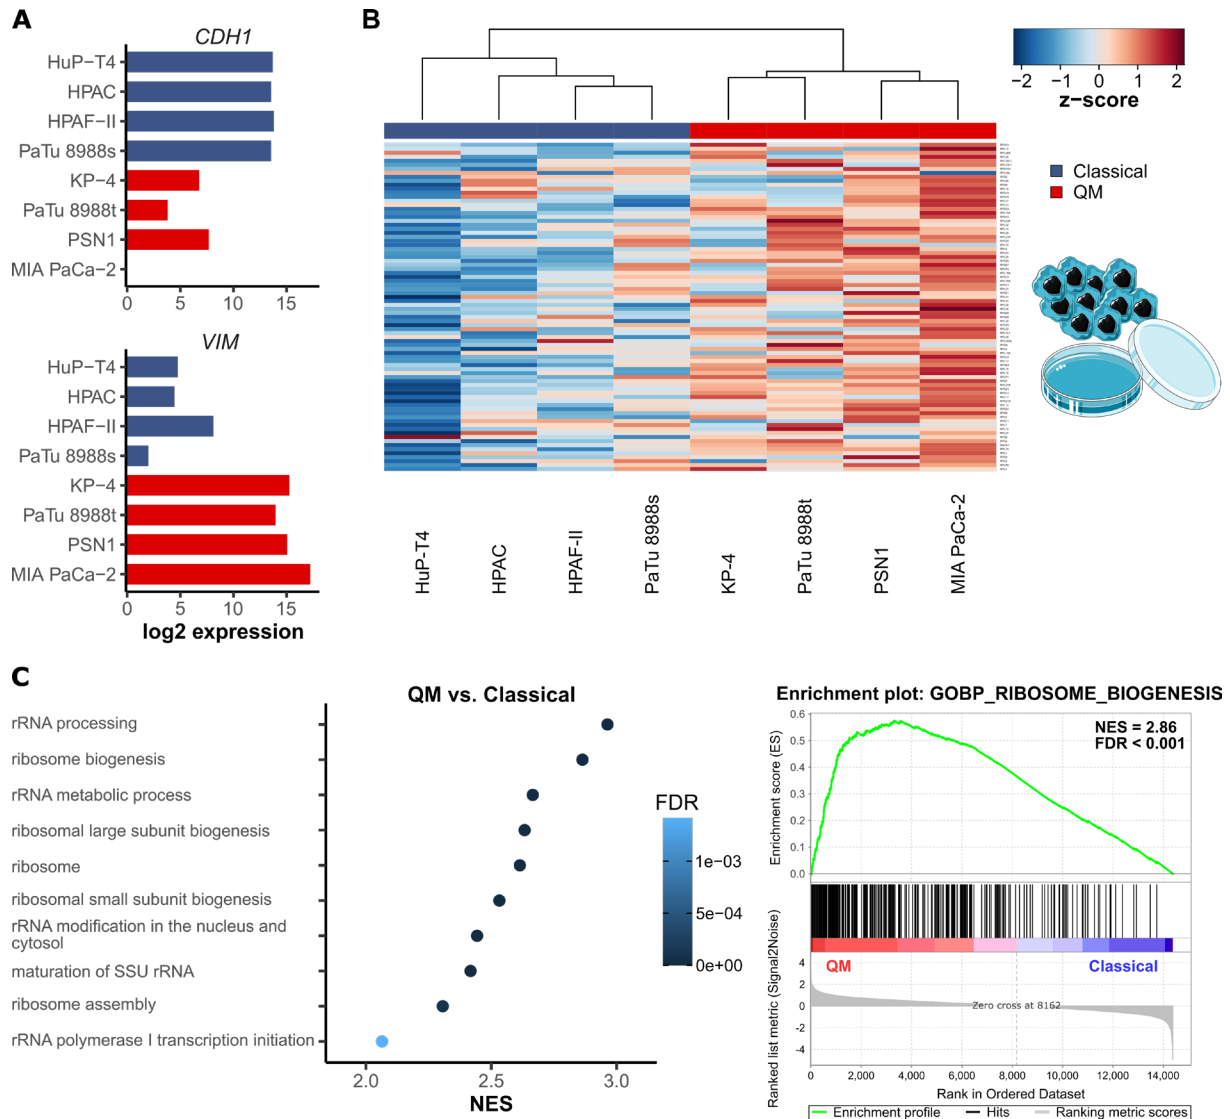 A
CDH1
HuP−T4
HPAC
HPAF−II
PaTu 8988s
KP−4
PaTu 8988t
PSN1
MIA PaCa−2
0 5 10 15
VIM
HuP−T4
HPAC
HPAF−II
PaTu 8988s
KP−4
PaTu 8988t
PSN1
MIA PaCa−2
0 5 10 15
log2 expression
B
−2 −1 0 1 2
z−score
Classical
QM
HuP-T4
HPAC
HPAF-II
PaTu 8988s
KP-4
PaTu 8988t
PSN1
MIA PaCa-2
C
QM vs. Classical
rRNA processing
ribosome biogenesis
rRNA metabolic process
ribosomal large subunit biogenesis
ribosome
ribosomal small subunit biogenesis
rRNA modification in the nucleus and
cytosol
maturation of SSU rRNA
ribosome assembly
rRNA polymerase I transcription initiation
2.0 2.5 3.0
NES
FDR
1e−03
5e−04
0e+00
Enrichment plot: GOBP_RIBOSOME_BIOGENESIS
NES = 2.86
FDR < 0.001
Enrichment score (ES)
0.6
0.5
0.4
0.3
0.2
0.1
0.0
QM
Classical
Ranked list metric (Signal2Noise)
4
2
0
-2
-4
Zero cross at 8162
0 2,000 4,000 6,000 8,000 10,000 12,000 14,000
Rank in Ordered Dataset
Enrichment profile Hits Ranking metric scores